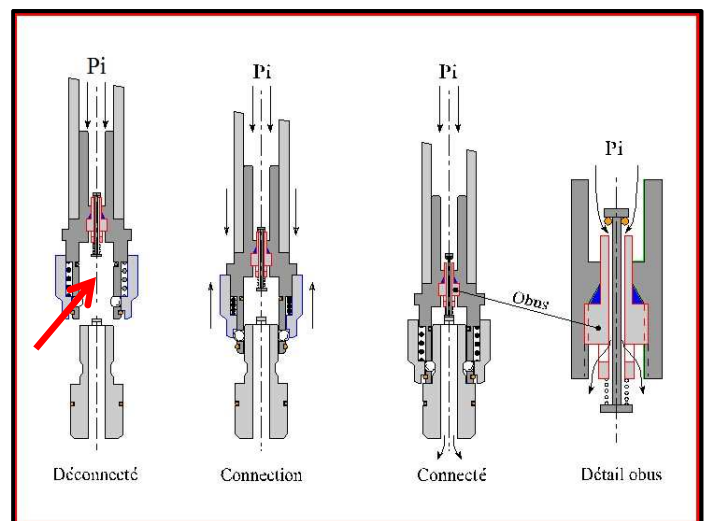 Pi
Pi
Pi
Pi
Obus
Déconnecté
Connection
Connecté
Détail obus